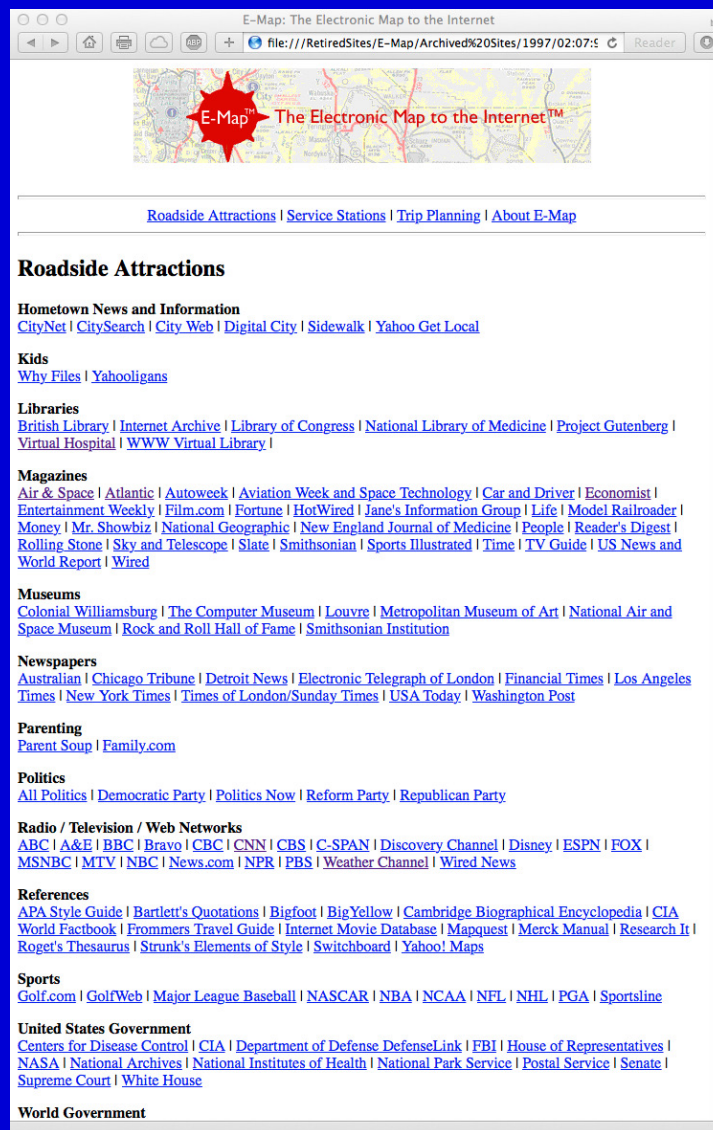 E-Map: The Electronic Map to the Internet
ABP
+
file:///RetiredSites/E-Map/Archived%20Sites/1997/02:07:9
Reader
E-Map™ The Electronic Map to the Internet™
Roadside Attractions | Service Stations | Trip Planning | About E-Map
Roadside Attractions
Hometown News and Information
CityNet | CitySearch | City Web | Digital City | Sidewalk | Yahoo Get Local
Kids
Why Files | Yahooligans
Libraries
British Library | Internet Archive | Library of Congress | National Library of Medicine | Project Gutenberg |
Virtual Hospital | WWW Virtual Library |
Magazines
Air & Space | Atlantic | Autoweek | Aviation Week and Space Technology | Car and Driver | Economist |
Entertainment Weekly | Film.com | Fortune | HotWired | Jane's Information Group | Life | Model Railroader |
Money | Mr. Showbiz | National Geographic | New England Journal of Medicine | People | Reader's Digest |
Rolling Stone | Sky and Telescope | Slate | Smithsonian | Sports Illustrated | Time | TV Guide | US News and
World Report | Wired
Museums
Colonial Williamsburg | The Computer Museum | Louvre | Metropolitan Museum of Art | National Air and
Space Museum | Rock and Roll Hall of Fame | Smithsonian Institution
Newspapers
Australian | Chicago Tribune | Detroit News | Electronic Telegraph of London | Financial Times | Los Angeles
Times | New York Times | Times of London/Sunday Times | USA Today | Washington Post
Parenting
Parent Soup | Family.com
Politics
All Politics | Democratic Party | Politics Now | Reform Party | Republican Party
Radio / Television / Web Networks
ABC | A&E | BBC | Bravo | CBC | CNN | CBS | C-SPAN | Discovery Channel | Disney | ESPN | FOX |
MSNBC | MTV | NBC | News.com | NPR | PBS | Weather Channel | Wired News
References
APA Style Guide | Bartlett's Quotations | Bigfoot | BigYellow | Cambridge Biographical Encyclopedia | CIA
World Factbook | Frommers Travel Guide | Internet Movie Database | Mapquest | Merck Manual | Research It |
Roget's Thesaurus | Strunk's Elements of Style | Switchboard | Yahoo! Maps
Sports
Golf.com | GolfWeb | Major League Baseball | NASCAR | NBA | NCAA | NFL | NHL | PGA | Sportsline
United States Government
Centers for Disease Control | CIA | Department of Defense DefenseLink | FBI | House of Representatives |
NASA | National Archives | National Institutes of Health | National Park Service | Postal Service | Senate |
Supreme Court | White House
World Government